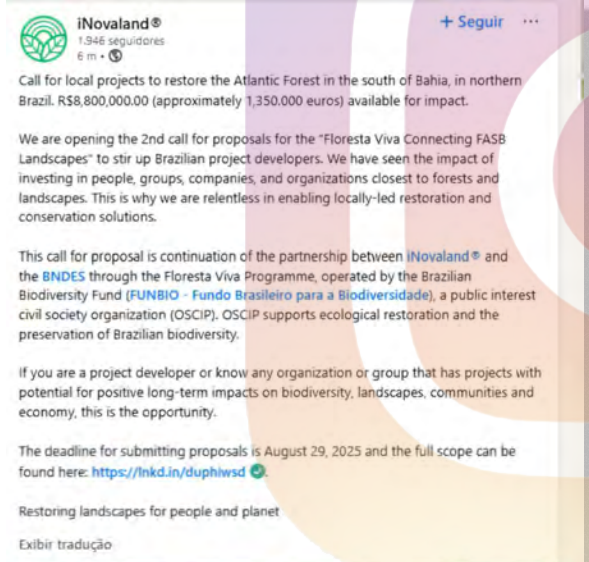 iNovaland®
+ Seguir ...
1.946 seguidores
6 m •
Call for local projects to restore the Atlantic Forest in the south of Bahia, in northern
Brazil. R$8,800,000.00 (approximately 1,350.000 euros) available for impact.
We are opening the 2nd call for proposals for the "Floresta Viva Connecting FASB
Landscapes" to stir up Brazilian project developers. We have seen the impact of
investing in people, groups, companies, and organizations closest to forests and
landscapes. This is why we are relentless in enabling locally-led restoration and
conservation solutions.
This call for proposal is continuation of the partnership between iNovaland® and
the BNDES through the Floresta Viva Programme, operated by the Brazilian
Biodiversity Fund (FUNBIO - Fundo Brasileiro para a Biodiversidade), a public interest
civil society organization (OSCIP). OSCIP supports ecological restoration and the
preservation of Brazilian biodiversity.
If you are a project developer or know any organization or group that has projects with
potential for positive long-term impacts on biodiversity, landscapes, communities and
economy, this is the opportunity.
The deadline for submitting proposals is August 29, 2025 and the full scope can be
found here: https://lnkd.in/duphiwsd
Restoring landscapes for people and planet
Exibir tradução